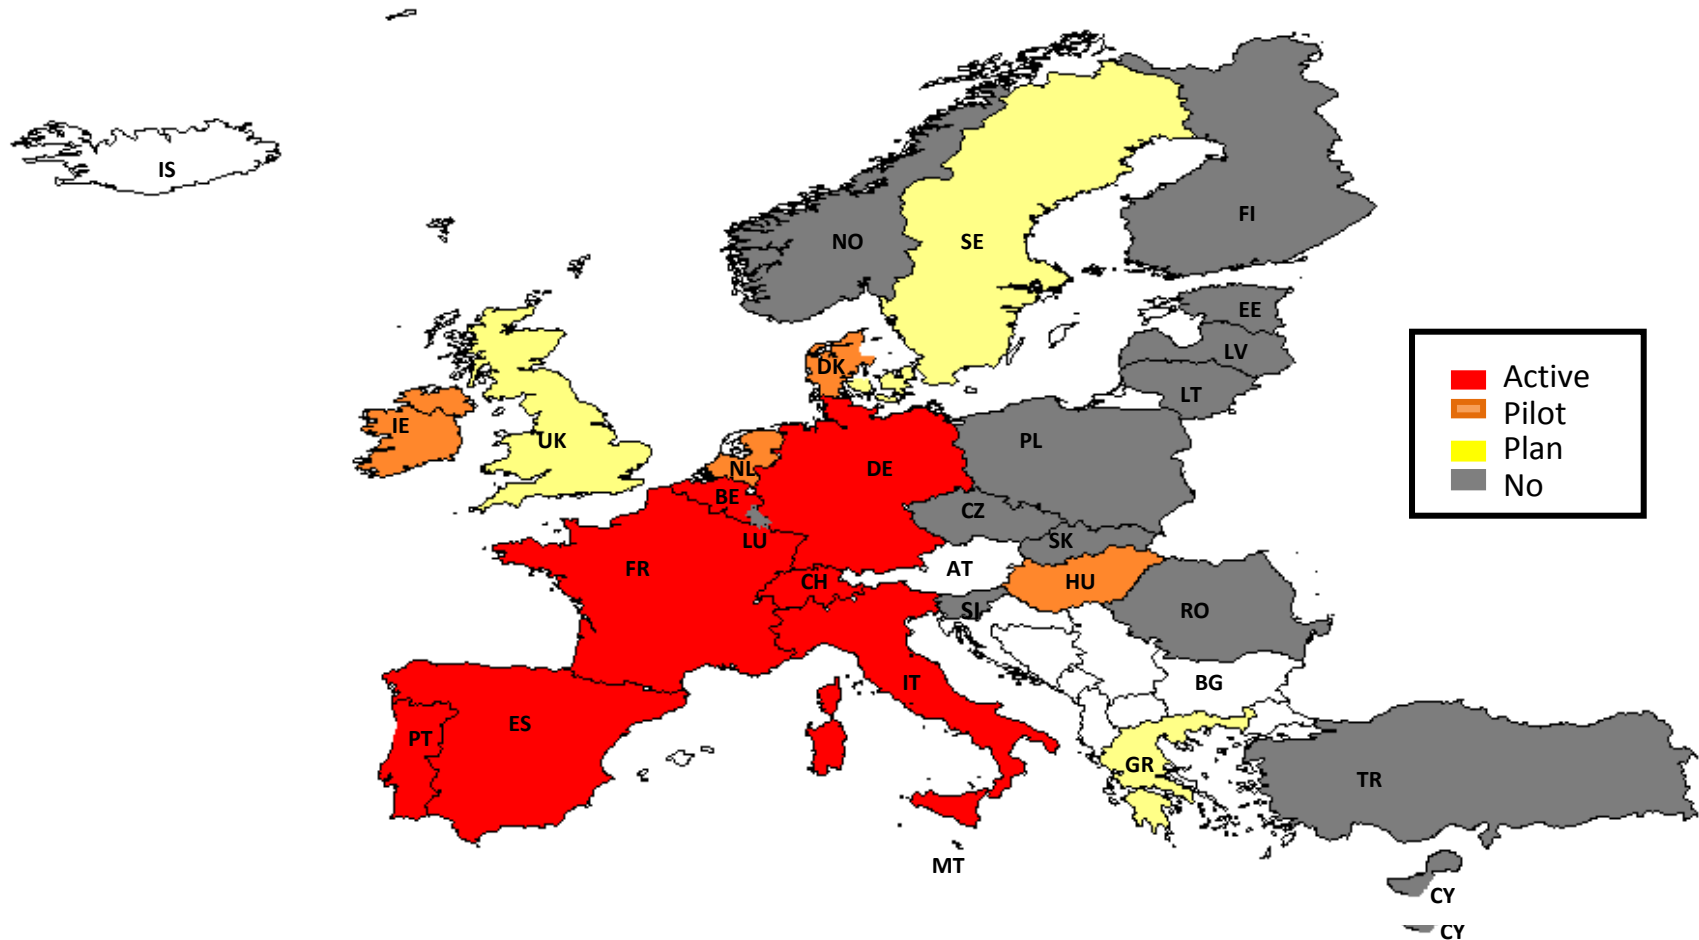 IS
NO
SE
FI
EE
LV
LT
DK
IE
UK
NL
BE
DE
PL
LU
CZ
SK
FR
CH
AT
HU
SI
RO
IT
BG
ES
PT
GR
TR
MT
CY
CY
Active
Pilot
Plan
No